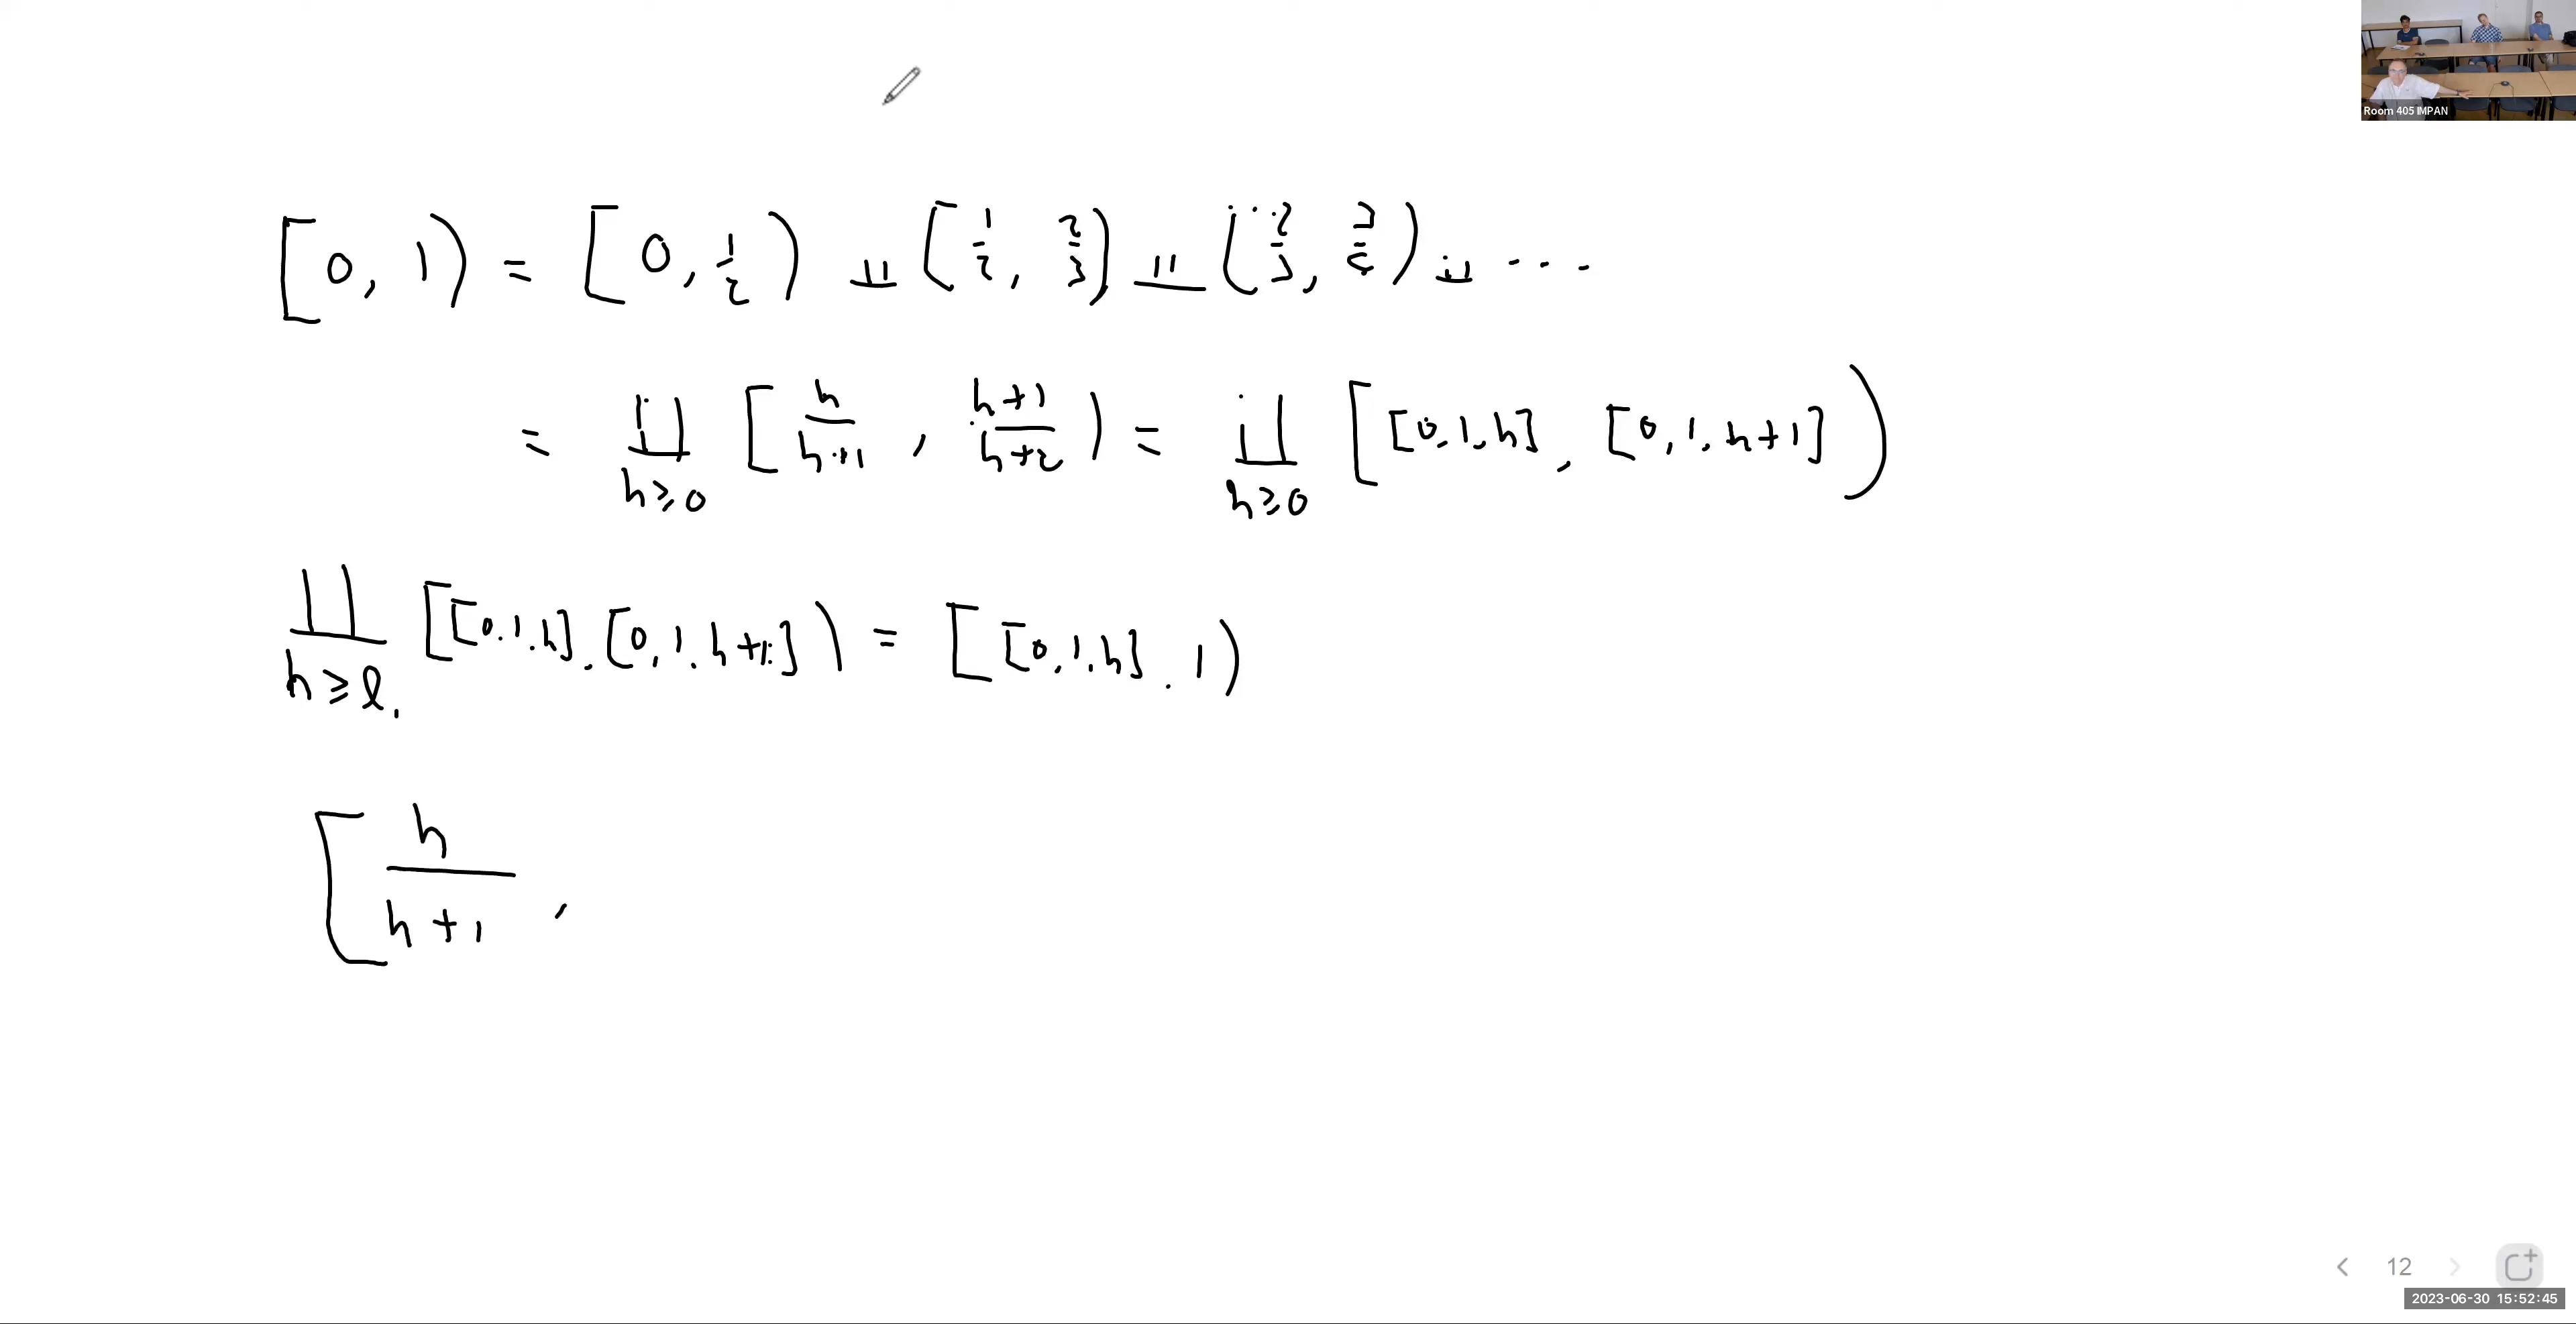 Room 405 IMPAN
[0, 1) = [0, 1/2) ⨿ [1/2, 2/3) ⨿ [2/3, 3/4) ⨿ ...
= ⨿_{h≥0} [h/(h+1), (h+1)/(h+2)) = ⨿_{h≥0} [[0,1,h], [0,1,h+1])
⨿_{h≥l} [[0,1,h], [0,1,h+1]) = [[0,1,h], 1)
[h/(h+1),
12
2023-06-30 15:52:45